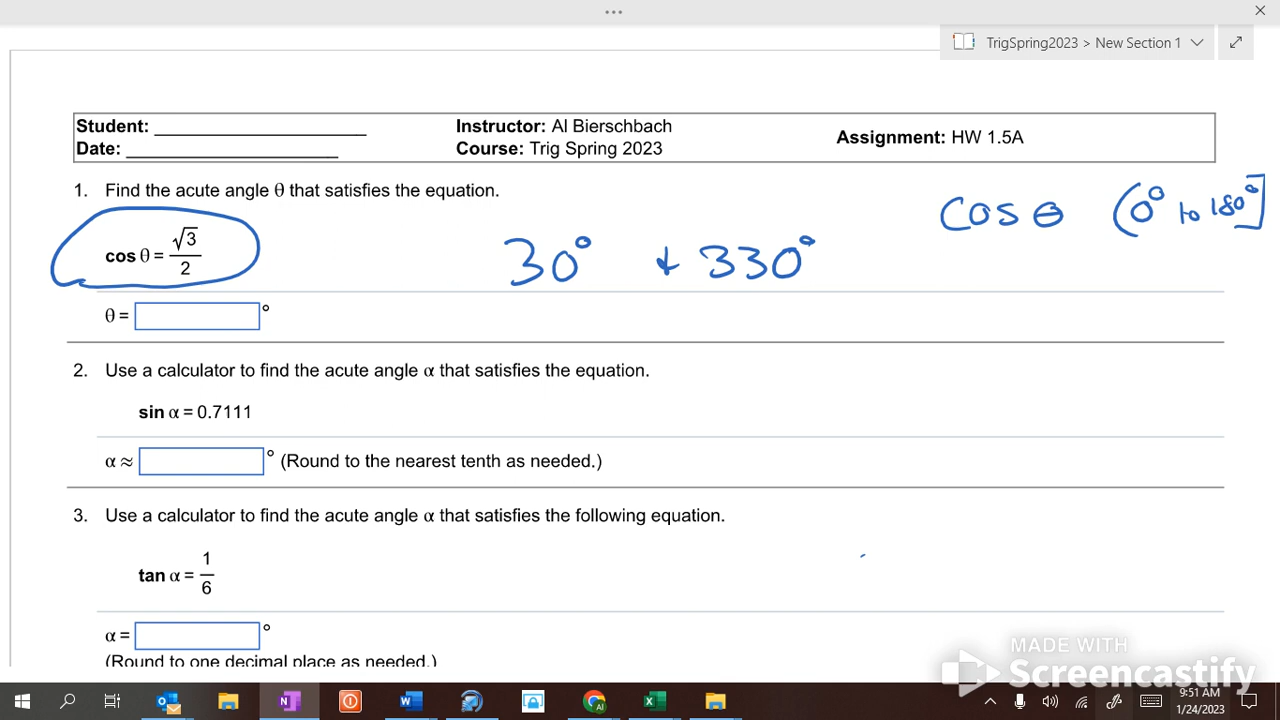 TrigSpring2023 > New Section 1
Student: ____________________ Instructor: Al Bierschbach
Date: ____________________ Course: Trig Spring 2023
Assignment: HW 1.5A
1. Find the acute angle θ that satisfies the equation.
cos θ = √3/2
30° + 330°
cos θ (0° to 180°]
θ = °
2. Use a calculator to find the acute angle α that satisfies the equation.
sin α = 0.7111
α ≈ ° (Round to the nearest tenth as needed.)
3. Use a calculator to find the acute angle α that satisfies the following equation.
tan α = 1/6
α = °
(Round to one decimal place as needed.)
MADE WITH
Screencastify
9:51 AM
1/24/2023